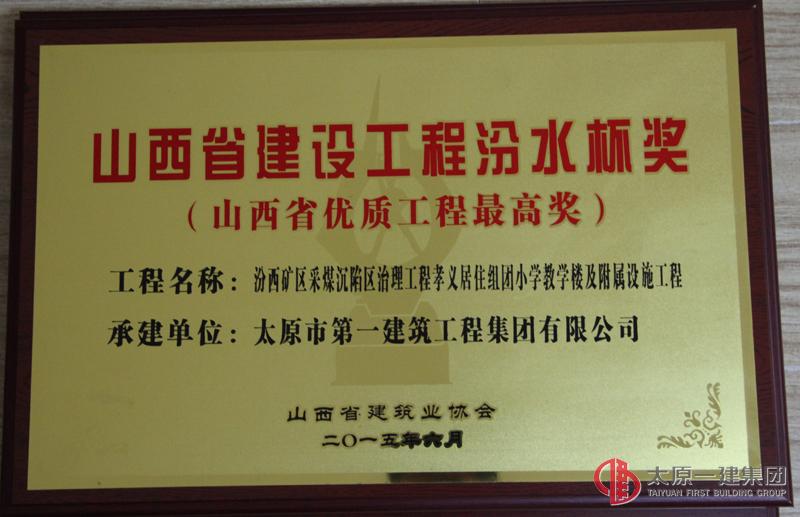 山西省建设工程汾水杯奖
（山西省优质工程最高奖）
工程名称：汾西矿区采煤沉陷区治理工程孝义居住组团小学教学楼及附属设施工程
承建单位：太原市第一建筑工程集团有限公司
山西省建筑业协会
二〇一五年六月
太原一建集团
TAIYUAN FIRST BUILDING GROUP